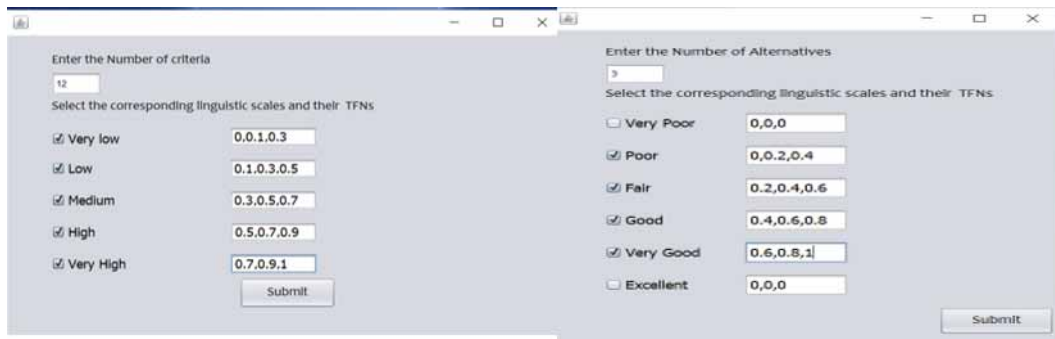 Enter the Number of criteria
12
Select the corresponding linguistic scales and their TFNs
Very low 0,0.1,0.3
Low 0.1,0.3,0.5
Medium 0.3,0.5,0.7
High 0.5,0.7,0.9
Very High 0.7,0.9,1
Submit
Enter the Number of Alternatives
3
Select the corresponding linguistic scales and their TFNs
Very Poor 0,0,0
Poor 0,0.2,0.4
Fair 0.2,0.4,0.6
Good 0.4,0.6,0.8
Very Good 0.6,0.8,1
Excellent 0,0,0
Submit